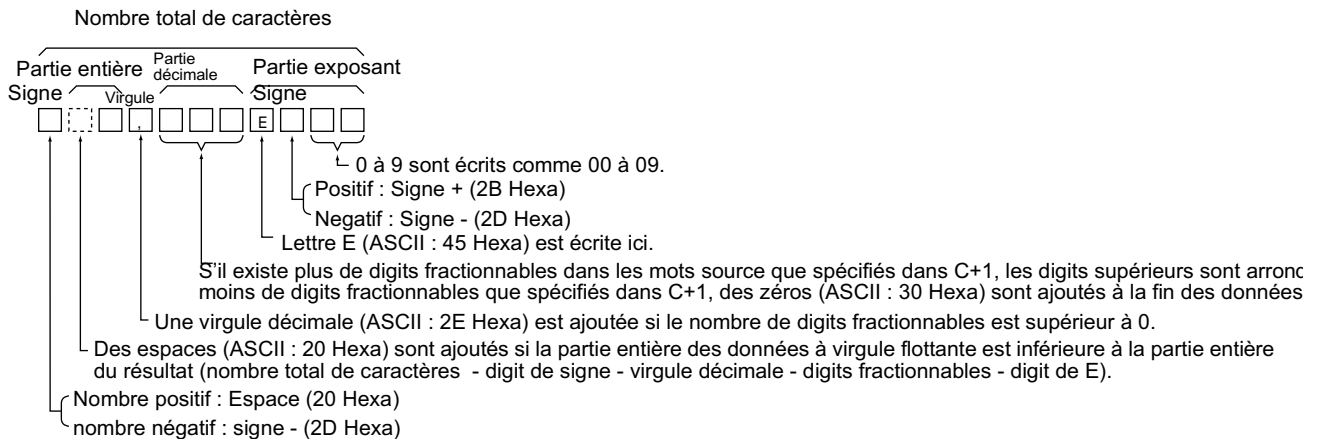 Nombre total de caractères
Partie entière Partie décimale Partie exposant
Signe Virgule Signe
, E
0 à 9 sont écrits comme 00 à 09.
Positif : Signe + (2B Hexa)
Negatif : Signe - (2D Hexa)
Lettre E (ASCII : 45 Hexa) est écrite ici.
S'il existe plus de digits fractionnables dans les mots source que spécifiés dans C+1, les digits supérieurs sont
moins de digits fractionnables que spécifiés dans C+1, des zéros (ASCII : 30 Hexa) sont ajoutés à la fin des données
Une virgule décimale (ASCII : 2E Hexa) est ajoutée si le nombre de digits fractionnables est supérieur à 0.
Des espaces (ASCII : 20 Hexa) sont ajoutés si la partie entière des données à virgule flottante est inférieure à la partie entière
du résultat (nombre total de caractères - digit de signe - virgule décimale - digits fractionnables - digit de E).
Nombre positif : Espace (20 Hexa)
nombre négatif : signe - (2D Hexa)